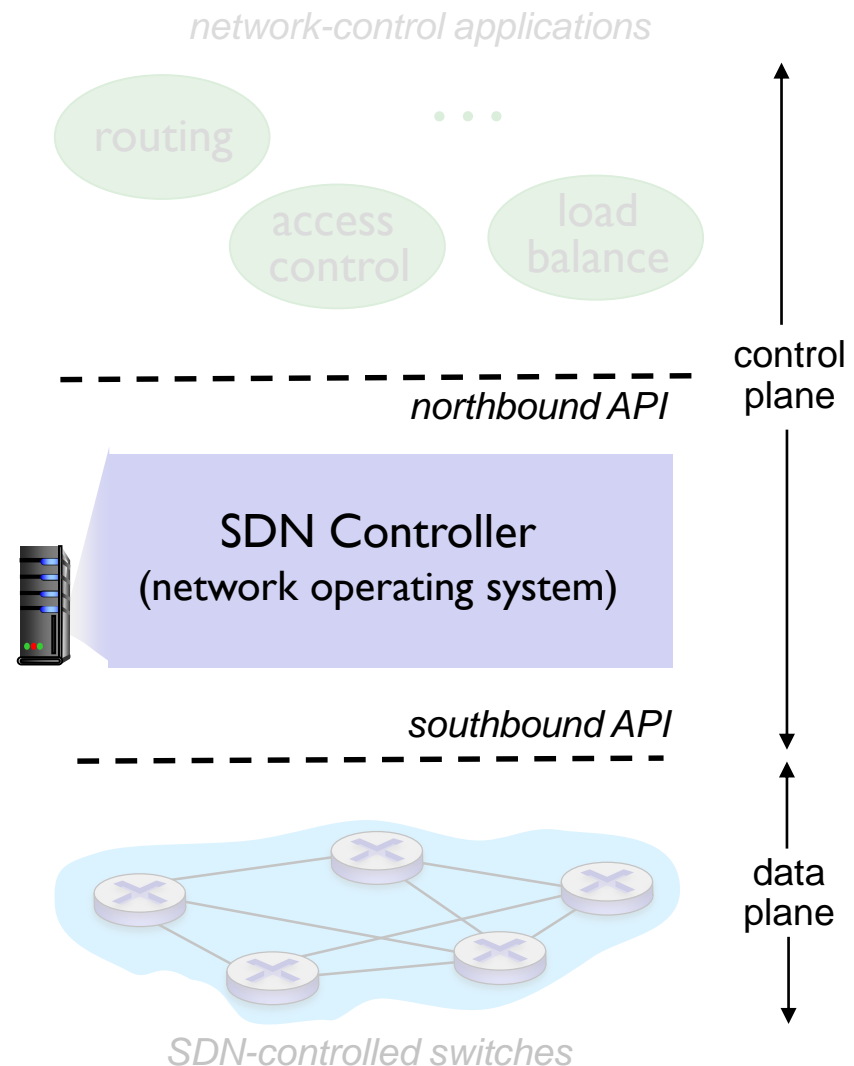 network-control applications
routing
. . .
access
control
load
balance
control
plane
northbound API
SDN Controller
(network operating system)
southbound API
data
plane
SDN-controlled switches